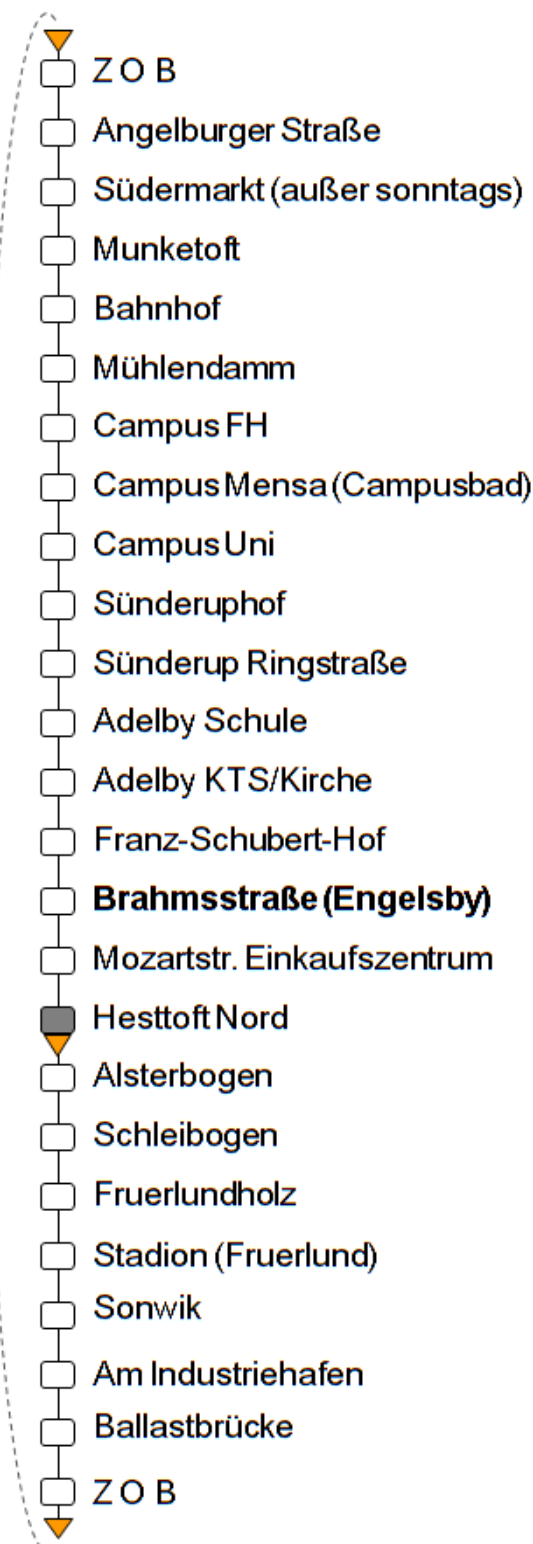 Z O B
Angelburger Straße
Südermarkt (außer sonntags)
Munketoft
Bahnhof
Mühlendamm
Campus FH
Campus Mensa (Campusbad)
Campus Uni
Sünderuphof
Sünderup Ringstraße
Adelby Schule
Adelby KTS/Kirche
Franz-Schubert-Hof
Brahmsstraße (Engelsby)
Mozartstr. Einkaufszentrum
Hesttoft Nord
Alsterbogen
Schleibogen
Fruerlundholz
Stadion (Fruerlund)
Sonwik
Am Industriehafen
Ballastbrücke
Z O B